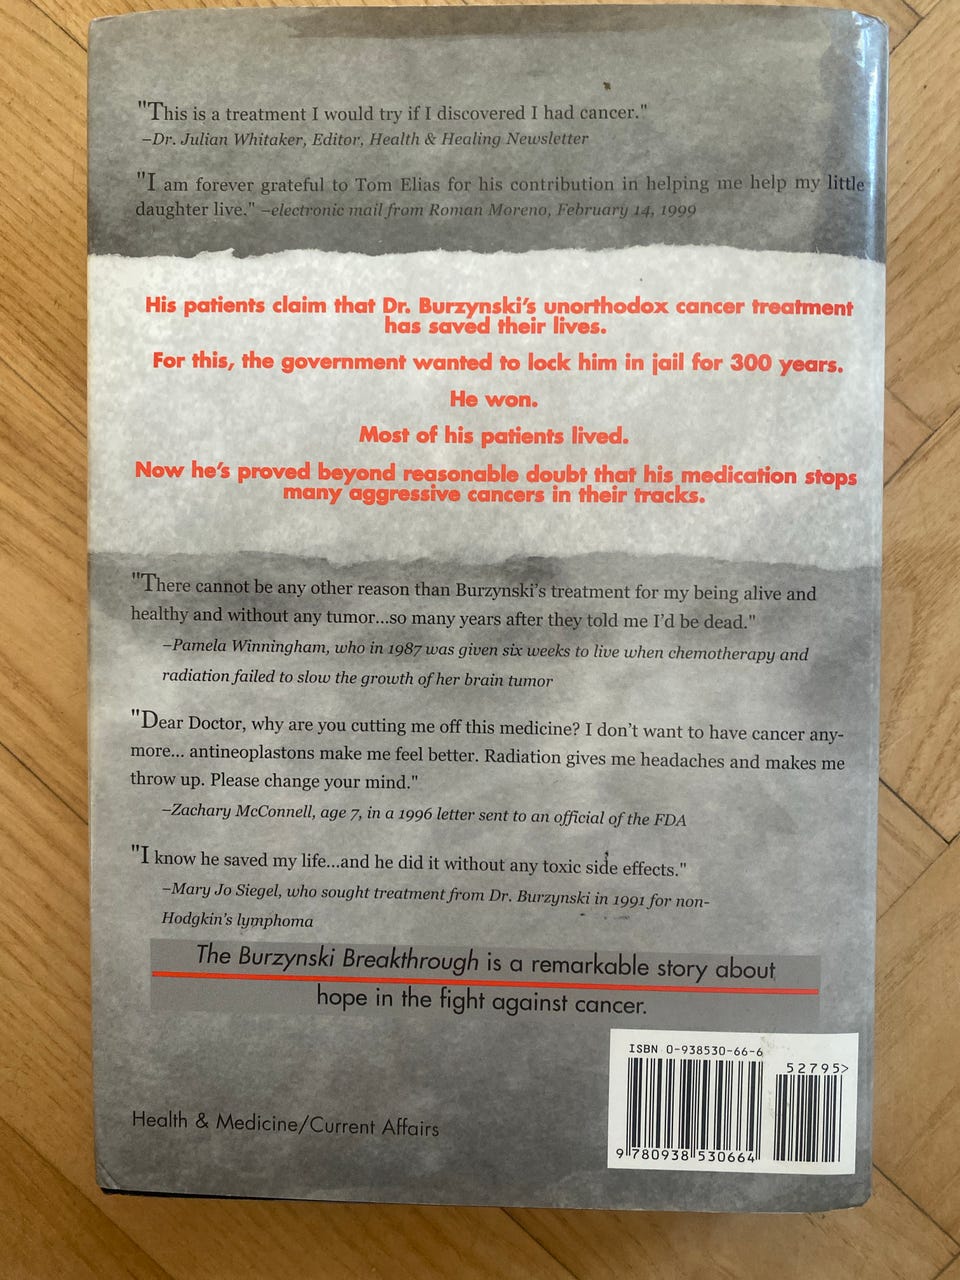 "This is a treatment I would try if I discovered I had cancer."
–Dr. Julian Whitaker, Editor, Health & Healing Newsletter
"I am forever grateful to Tom Elias for his contribution in helping me help my little
daughter live." –electronic mail from Roman Moreno, February 14, 1999
His patients claim that Dr. Burzynski's unorthodox cancer treatment
has saved their lives.
For this, the government wanted to lock him in jail for 300 years.
He won.
Most of his patients lived.
Now he's proved beyond reasonable doubt that his medication stops
many aggressive cancers in their tracks.
"There cannot be any other reason than Burzynski's treatment for my being alive and
healthy and without any tumor...so many years after they told me I'd be dead."
–Pamela Winningham, who in 1987 was given six weeks to live when chemotherapy and
radiation failed to slow the growth of her brain tumor
"Dear Doctor, why are you cutting me off this medicine? I don't want to have cancer any-
more... antineoplastons make me feel better. Radiation gives me headaches and makes me
throw up. Please change your mind."
–Zachary McConnell, age 7, in a 1996 letter sent to an official of the FDA
"I know he saved my life...and he did it without any toxic side effects."
–Mary Jo Siegel, who sought treatment from Dr. Burzynski in 1991 for non-
Hodgkin's lymphoma
The Burzynski Breakthrough is a remarkable story about
hope in the fight against cancer.
ISBN 0-938530-66-6
52795>
9 780938 530664
Health & Medicine/Current Affairs